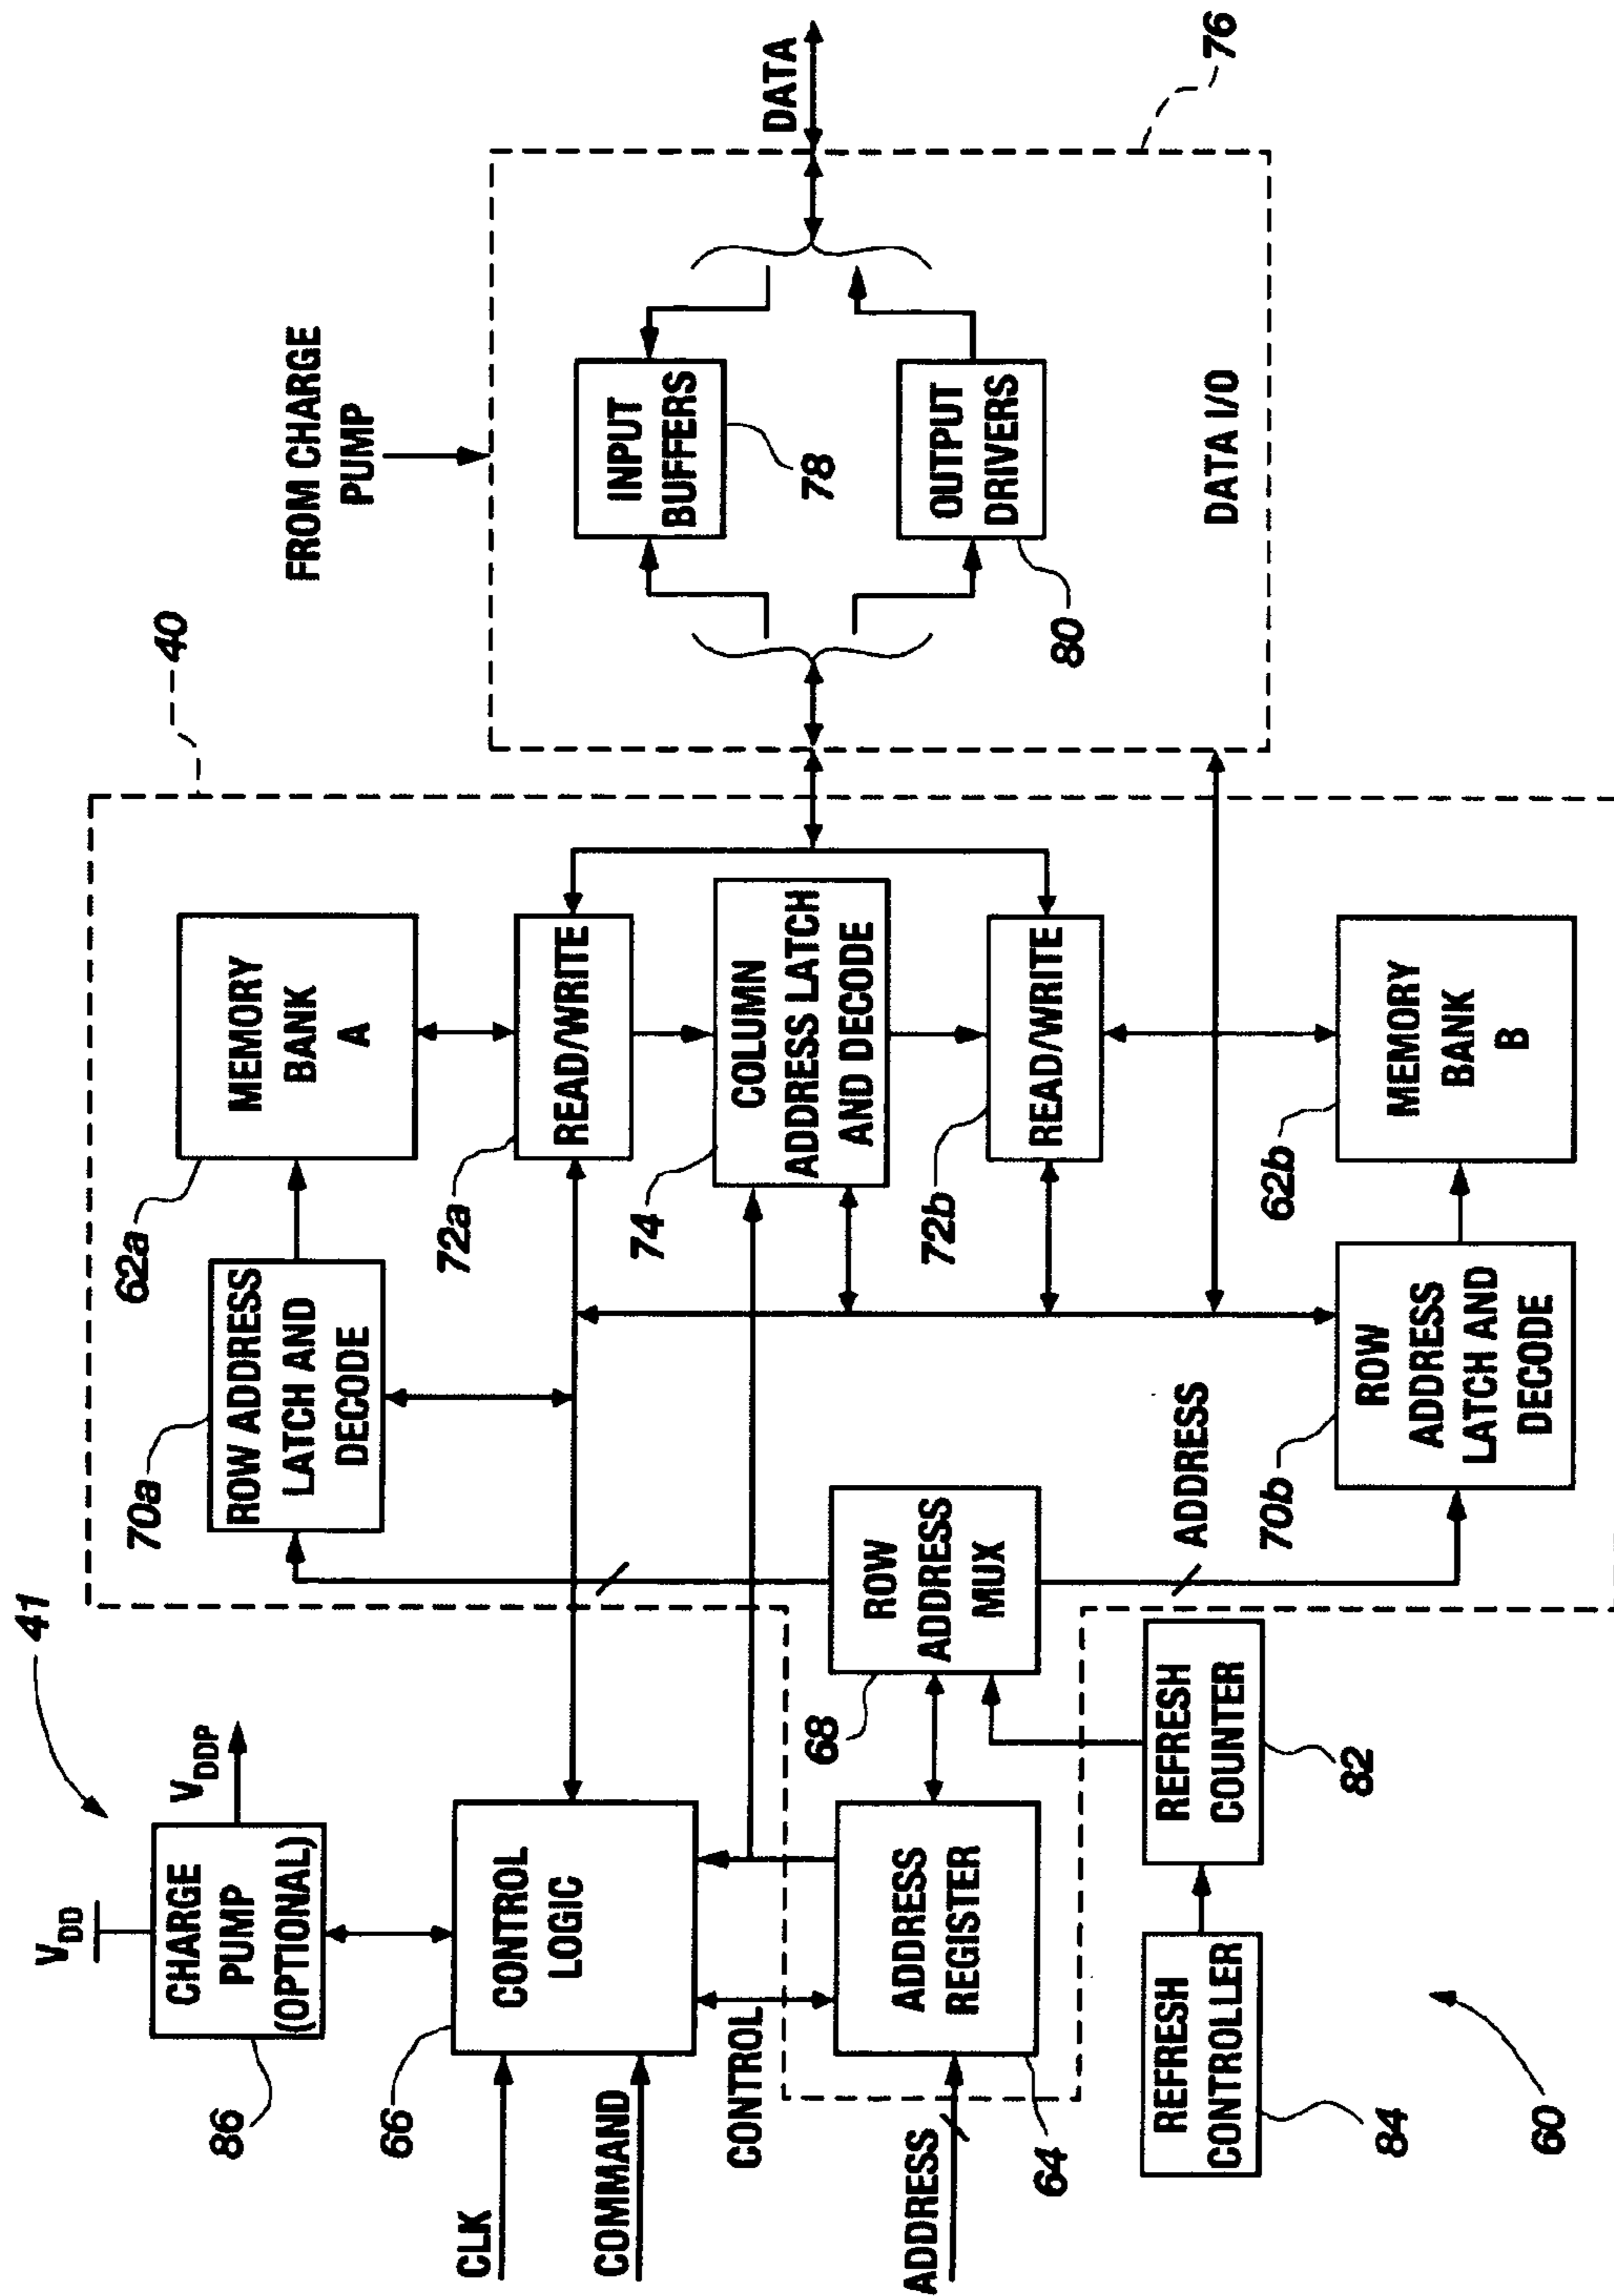 41
V_DD
CHARGE
PUMP
(OPTIONAL)
86
V_DDP
CLK
COMMAND
CONTROL
LOGIC
66
CONTROL
ADDRESS
ADDRESS
REGISTER
64
REFRESH
CONTROLLER
84
REFRESH
COUNTER
82
60
ROW
ADDRESS
MUX
68
ADDRESS
ROW ADDRESS
LATCH AND
DECODE
70a
ROW
ADDRESS
LATCH AND
DECODE
70b
MEMORY
BANK
A
62a
READ/WRITE
72a
COLUMN
ADDRESS LATCH
AND DECODE
74
READ/WRITE
72b
MEMORY
BANK
B
62b
40
FROM CHARGE
PUMP
INPUT
BUFFERS
78
OUTPUT
DRIVERS
80
DATA I/O
DATA
76